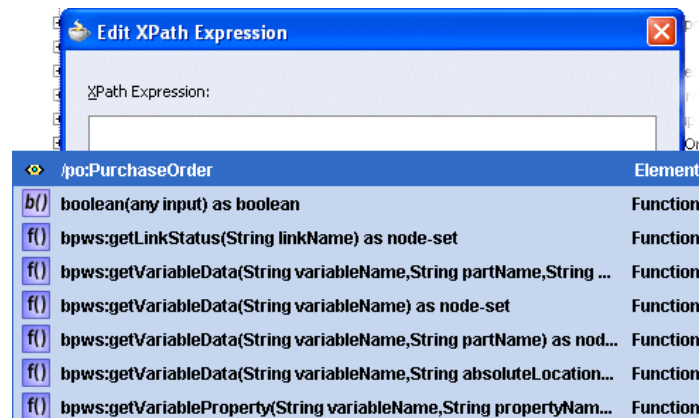 Edit XPath Expression
XPath Expression:
/po:PurchaseOrder Element
b() boolean(any input) as boolean Function
f() bpws:getLinkStatus(String linkName) as node-set Function
f() bpws:getVariableData(String variableName,String partName,String ... Function
f() bpws:getVariableData(String variableName) as node-set Function
f() bpws:getVariableData(String variableName,String partName) as nod... Function
f() bpws:getVariableData(String variableName,String absoluteLocation... Function
f() bpws:getVariableProperty(String variableName,String propertyNam... Function